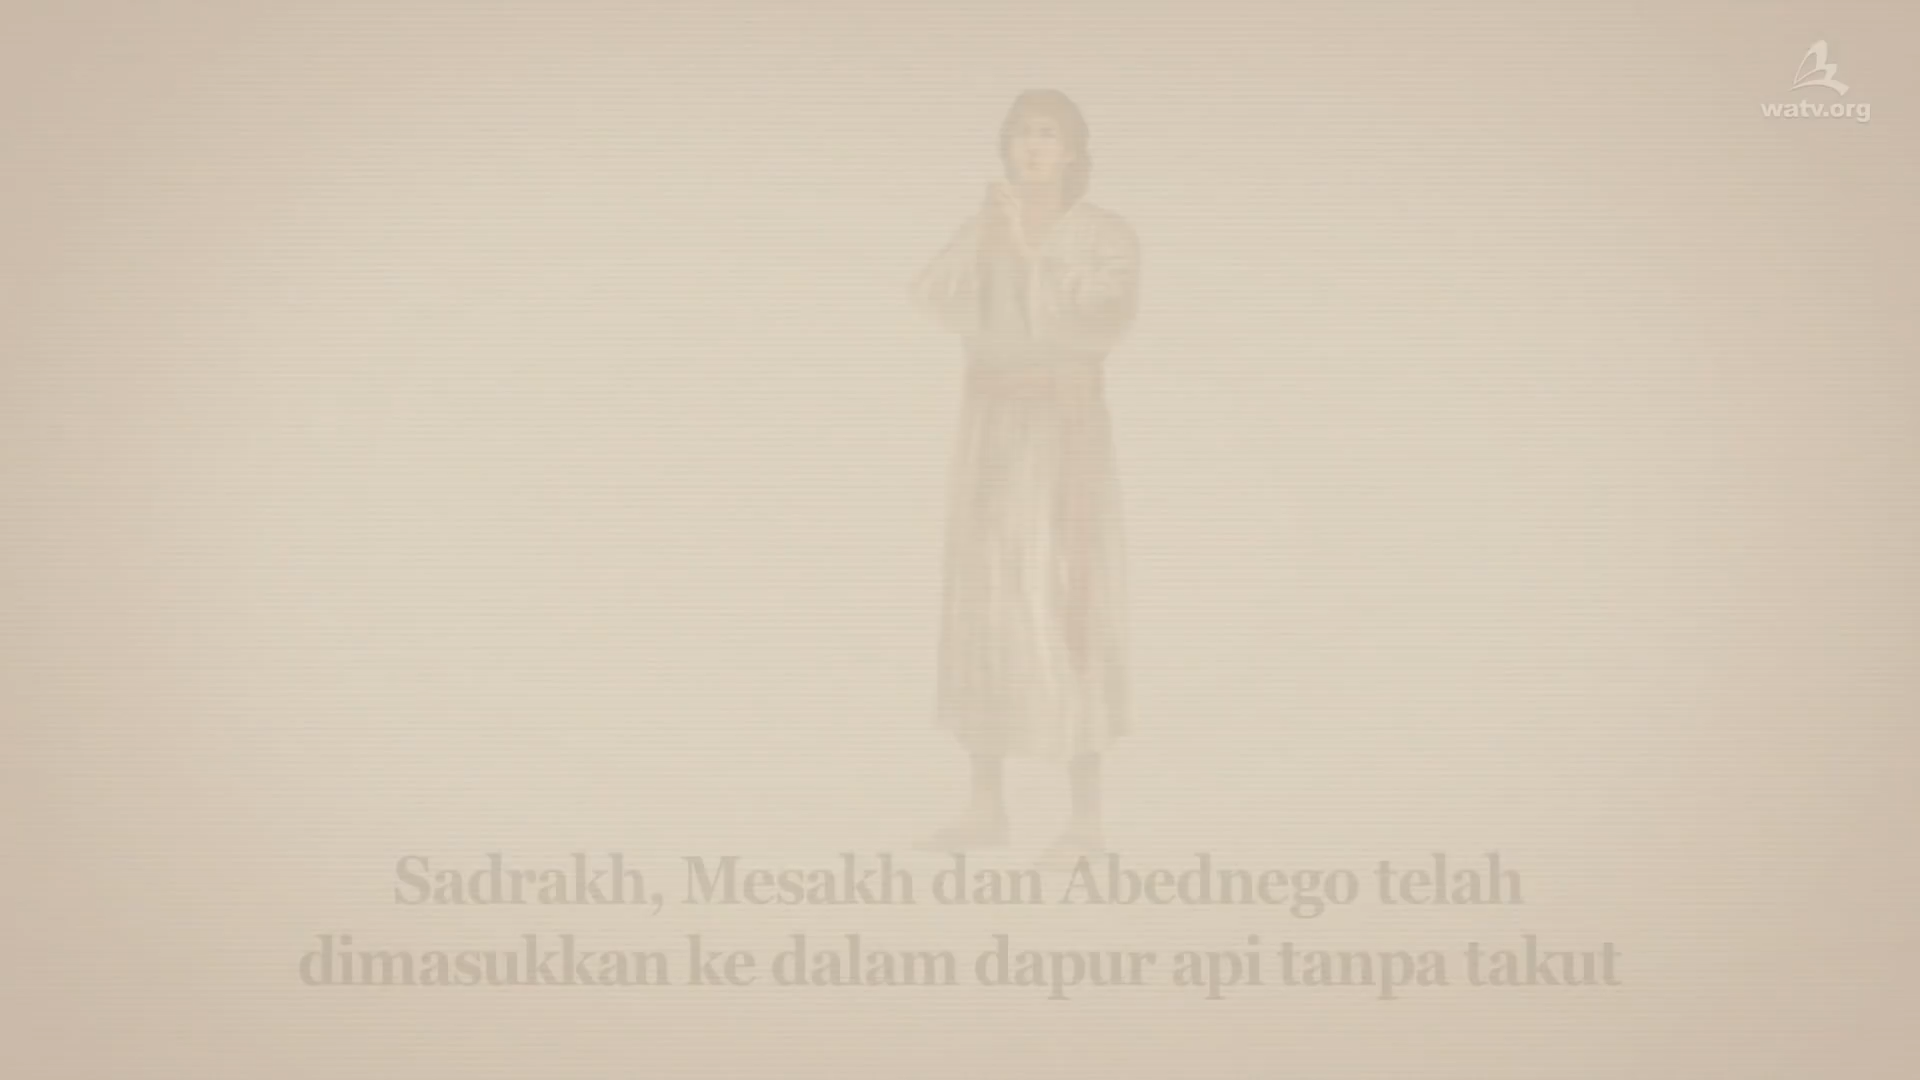 watv.org
Sadrakh, Mesakh dan Abednego telah
dimasukkan ke dalam dapur api tanpa takut